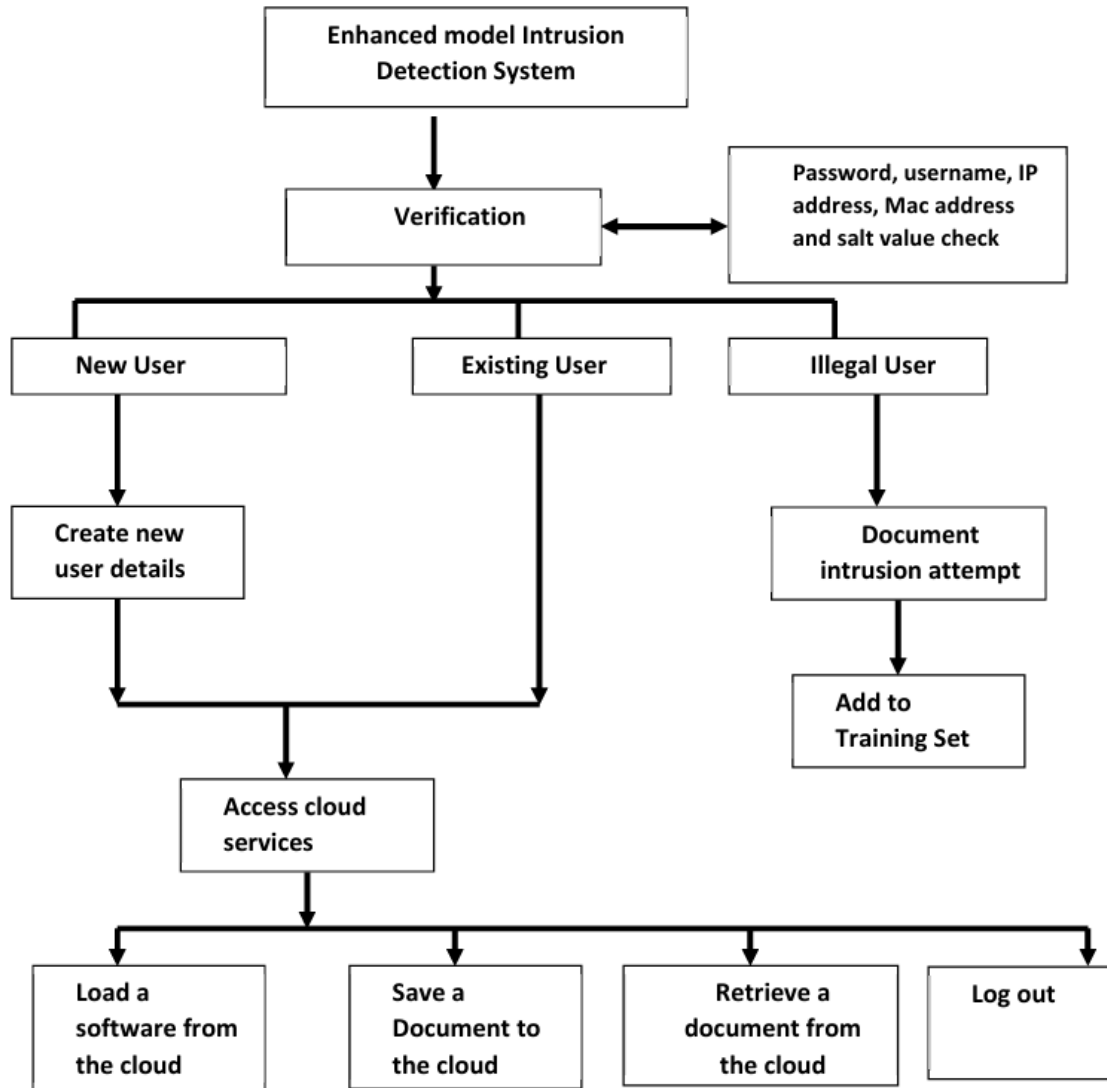 Enhanced model Intrusion
Detection System
Verification
Password, username, IP
address, Mac address
and salt value check
New User
Existing User
Illegal User
Create new
user details
Document
intrusion attempt
Add to
Training Set
Access cloud
services
Load a
software from
the cloud
Save a
Document to
the cloud
Retrieve a
document from
the cloud
Log out